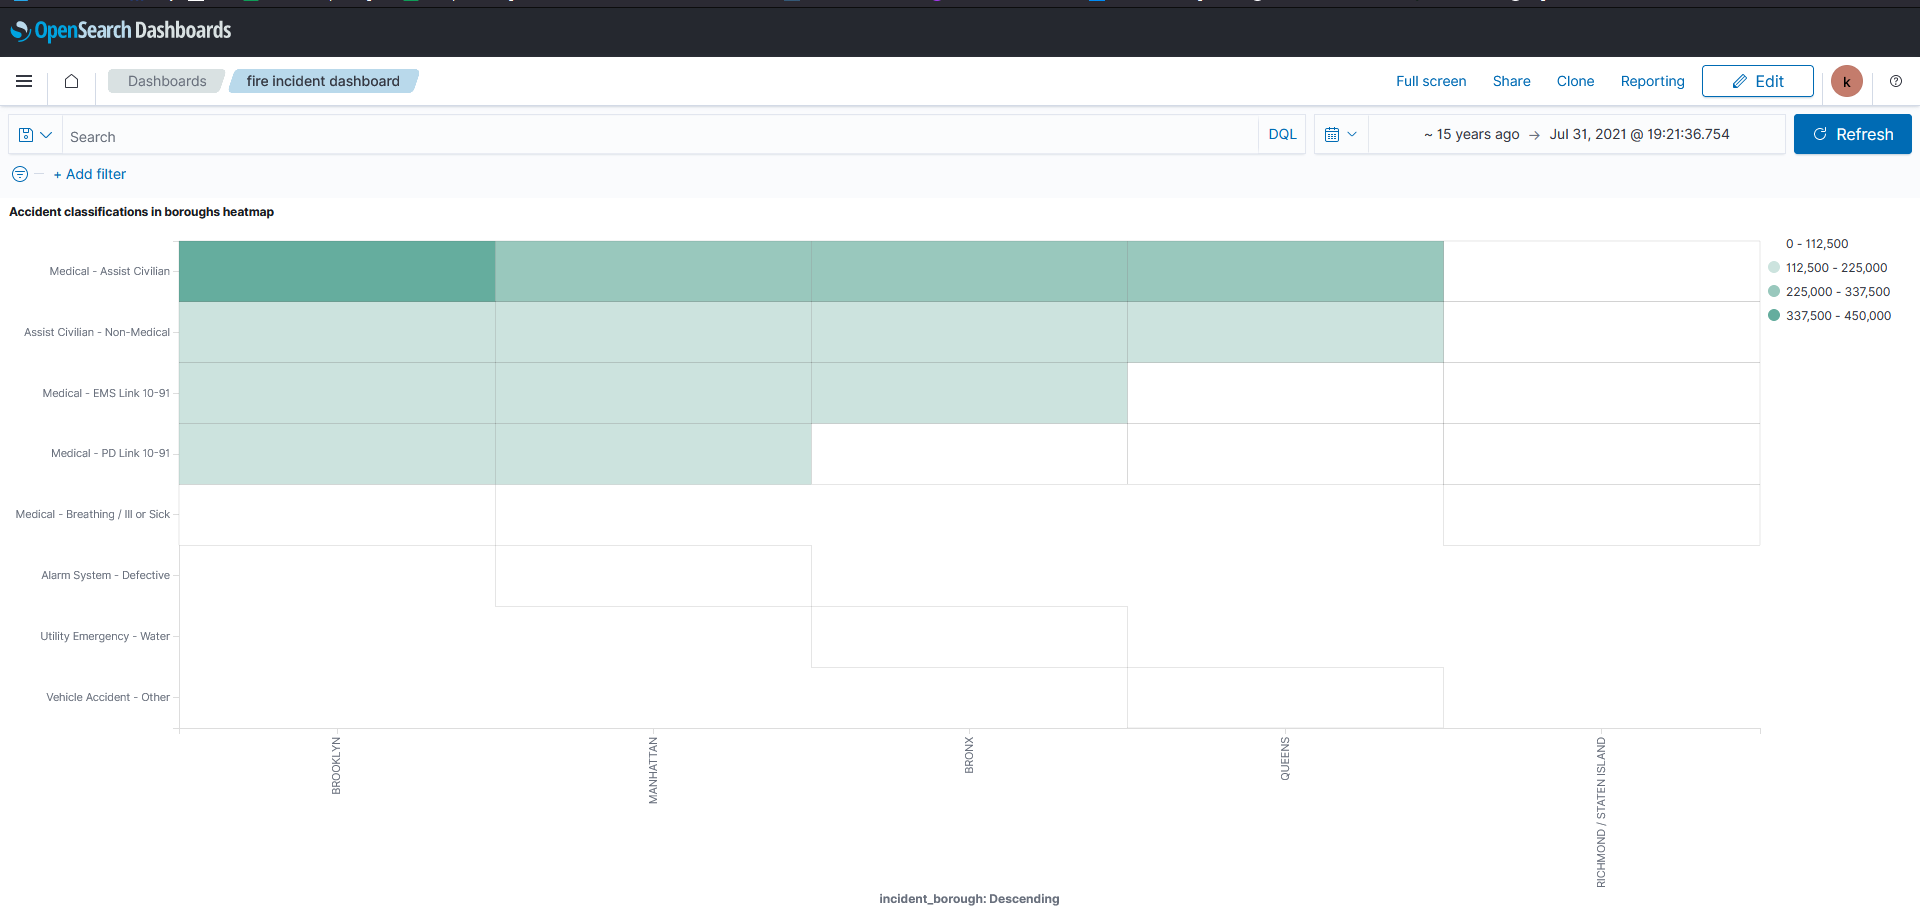 OpenSearch Dashboards
Dashboards
fire incident dashboard
Full screen
Share
Clone
Reporting
Edit
k
Search
DQL
~ 15 years ago → Jul 31, 2021 @ 19:21:36.754
Refresh
+ Add filter
Accident classifications in boroughs heatmap
Medical - Assist Civilian
Assist Civilian - Non-Medical
Medical - EMS Link 10-91
Medical - PD Link 10-91
Medical - Breathing / Ill or Sick
Alarm System - Defective
Utility Emergency - Water
Vehicle Accident - Other
0 - 112,500
112,500 - 225,000
225,000 - 337,500
337,500 - 450,000
BROOKLYN
MANHATTAN
BRONX
QUEENS
RICHMOND / STATEN ISLAND
incident_borough: Descending